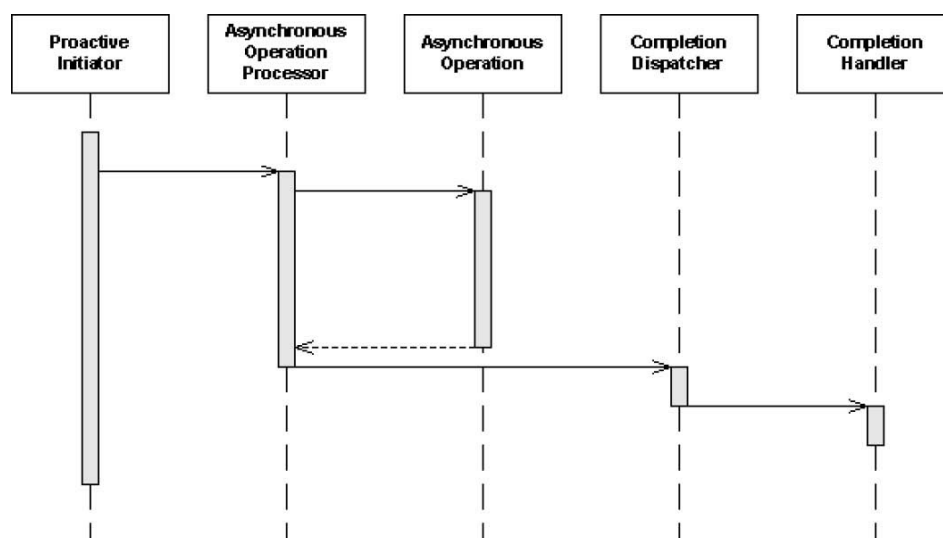 Proactive
Initiator
Asynchronous
Operation
Processor
Asynchronous
Operation
Completion
Dispatcher
Completion
Handler